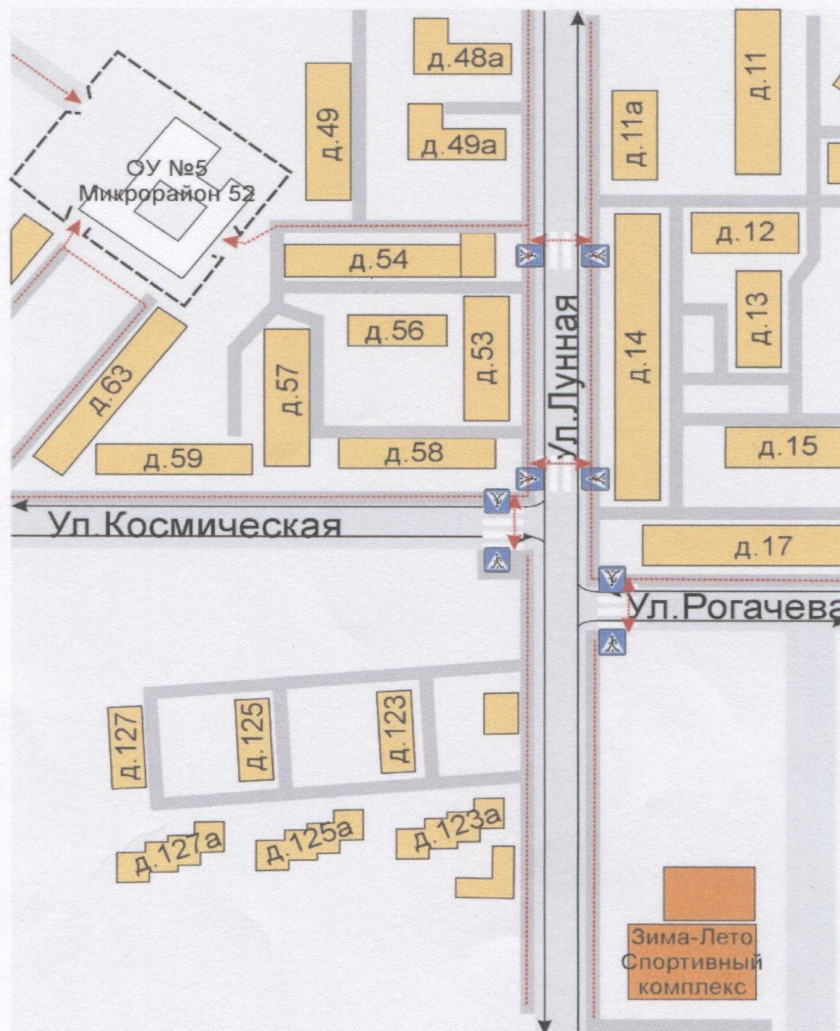 д.48а
д.11
д.49
д.11а
д.49а
ОУ №5
Микрорайон 52
д.12
д.54
д.13
д.56
д.53
Ул.Лунная
д.14
д.63
д.57
д.59
д.58
д.15
Ул.Космическая
д.17
Ул.Рогачева
д.127
д.125
д.123
д.127а
д.125а
д.123а
Зима-Лето
Спортивный
комплекс